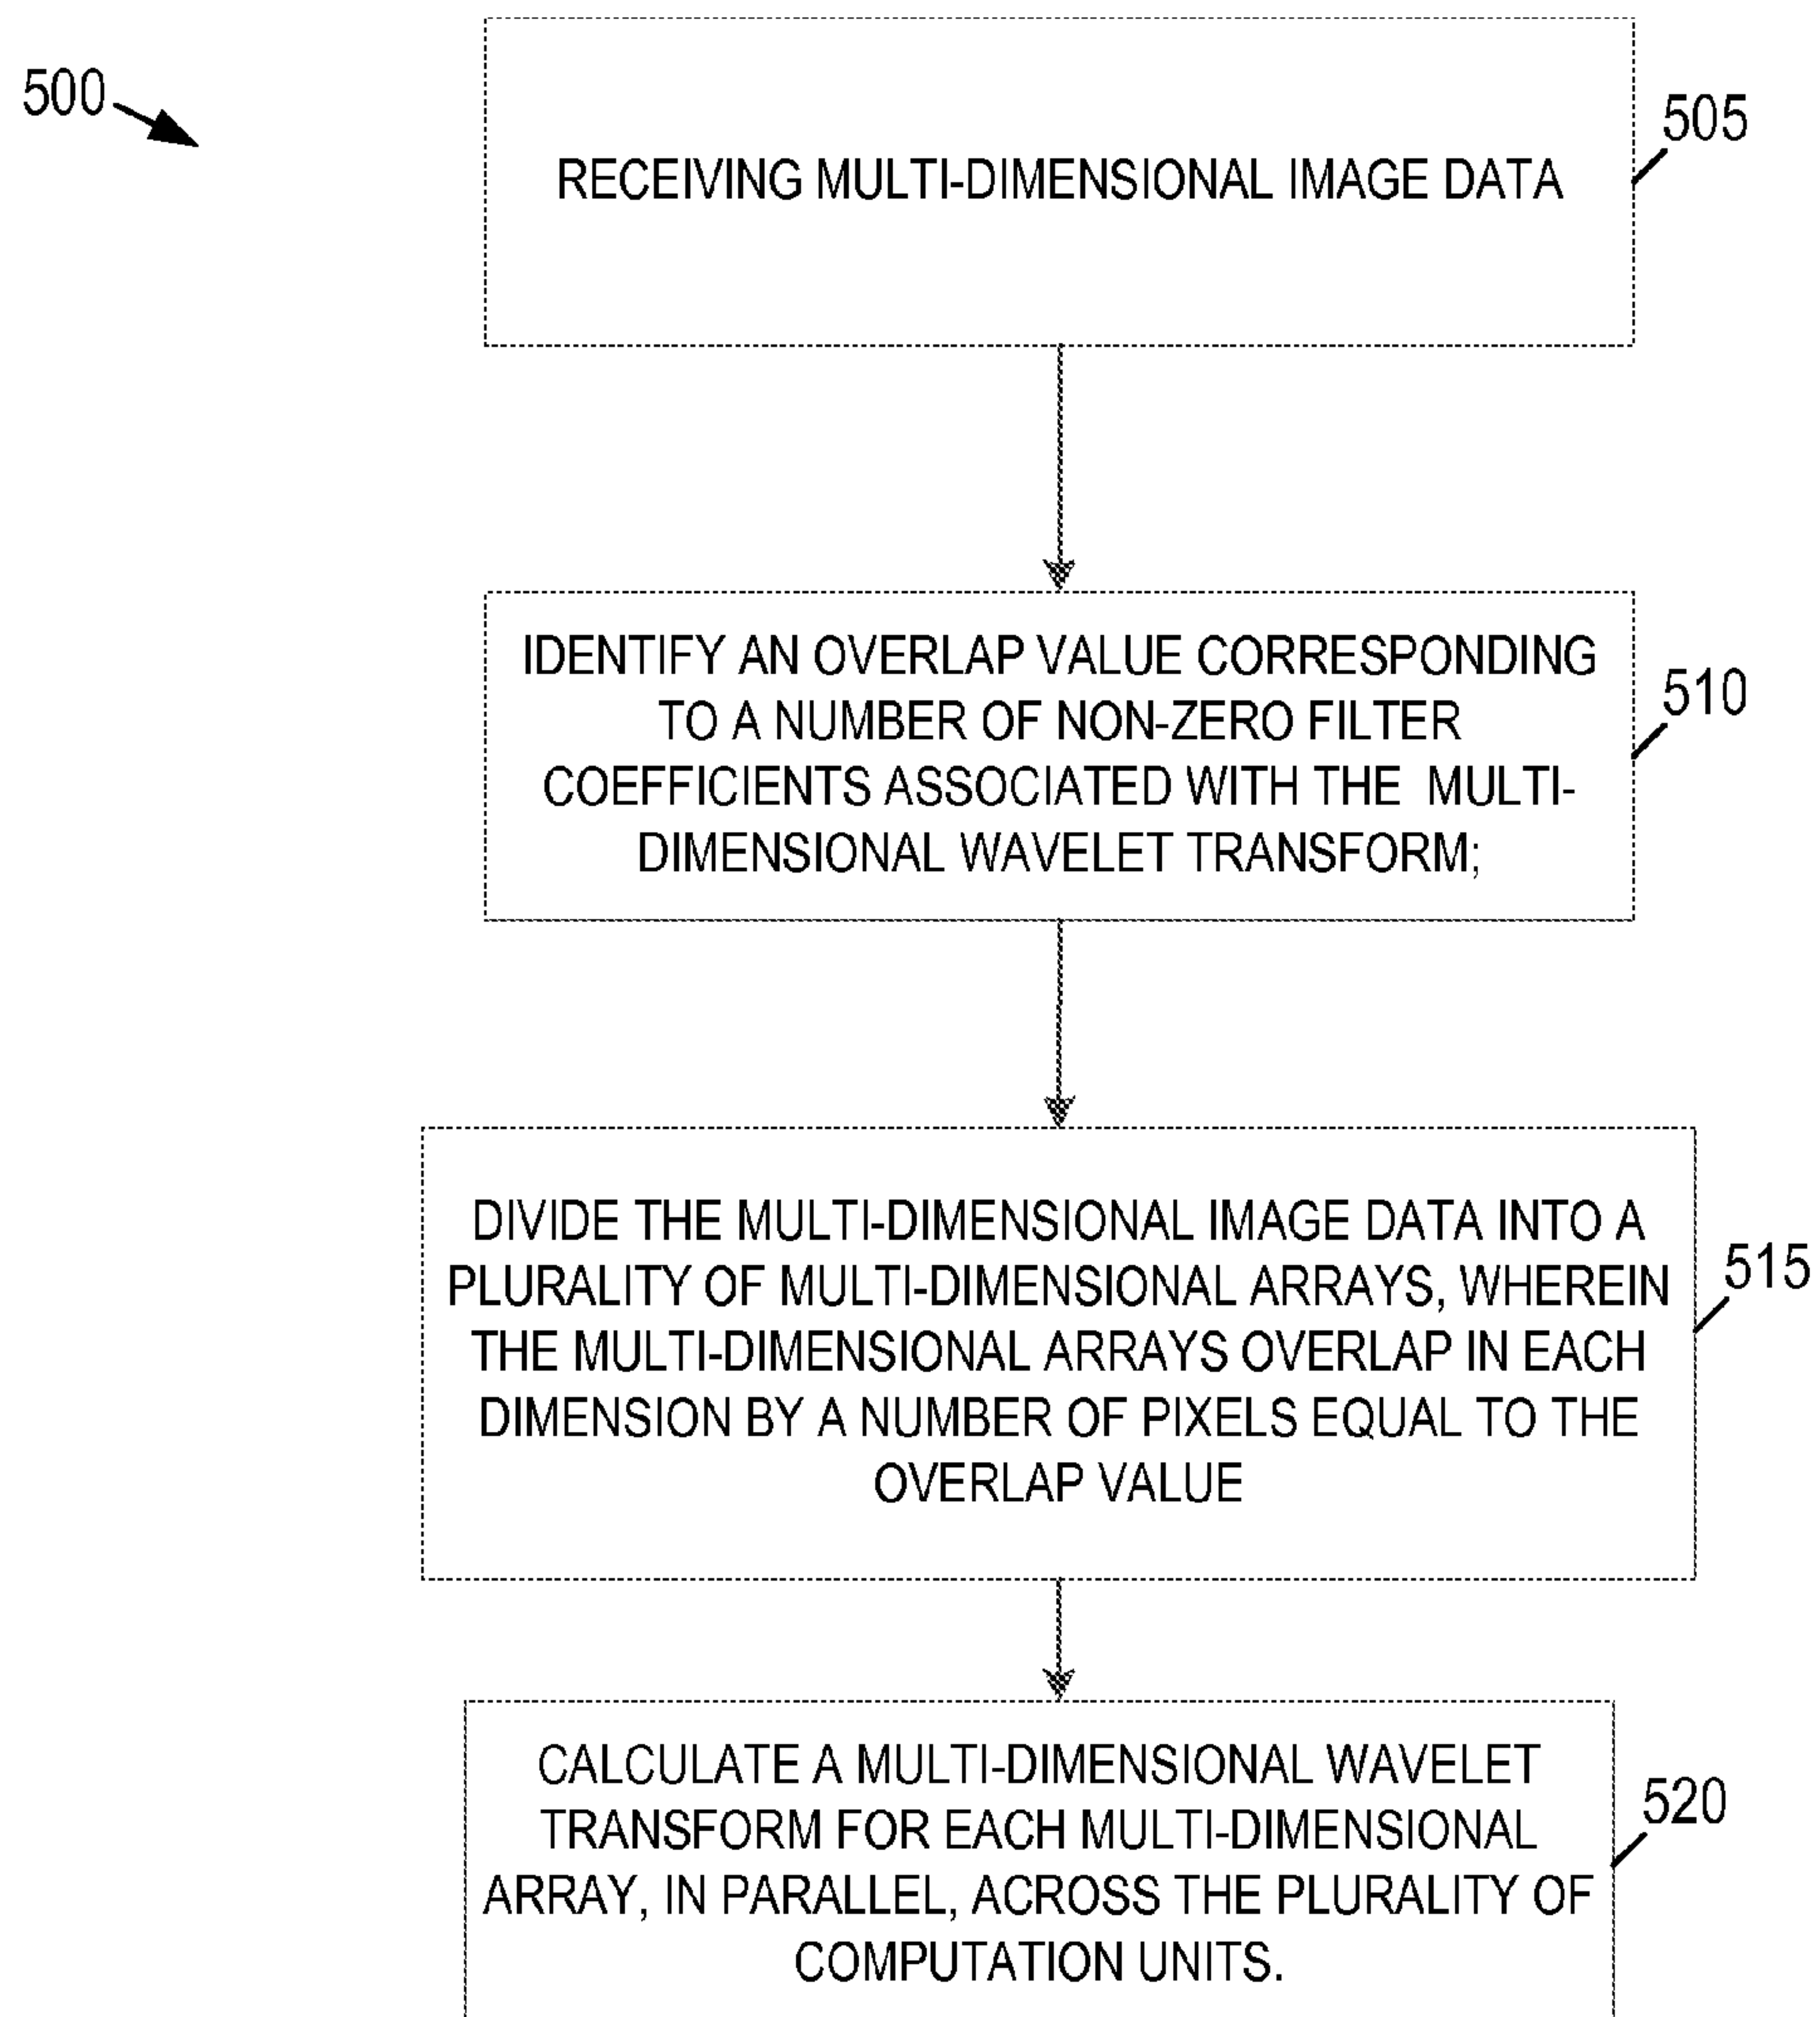 500
505
RECEIVING MULTI-DIMENSIONAL IMAGE DATA
IDENTIFY AN OVERLAP VALUE CORRESPONDING
TO A NUMBER OF NON-ZERO FILTER
COEFFICIENTS ASSOCIATED WITH THE MULTI-
DIMENSIONAL WAVELET TRANSFORM;
510
DIVIDE THE MULTI-DIMENSIONAL IMAGE DATA INTO A
PLURALITY OF MULTI-DIMENSIONAL ARRAYS, WHEREIN
THE MULTI-DIMENSIONAL ARRAYS OVERLAP IN EACH
DIMENSION BY A NUMBER OF PIXELS EQUAL TO THE
OVERLAP VALUE
515
CALCULATE A MULTI-DIMENSIONAL WAVELET
TRANSFORM FOR EACH MULTI-DIMENSIONAL
ARRAY, IN PARALLEL, ACROSS THE PLURALITY OF
COMPUTATION UNITS.
520